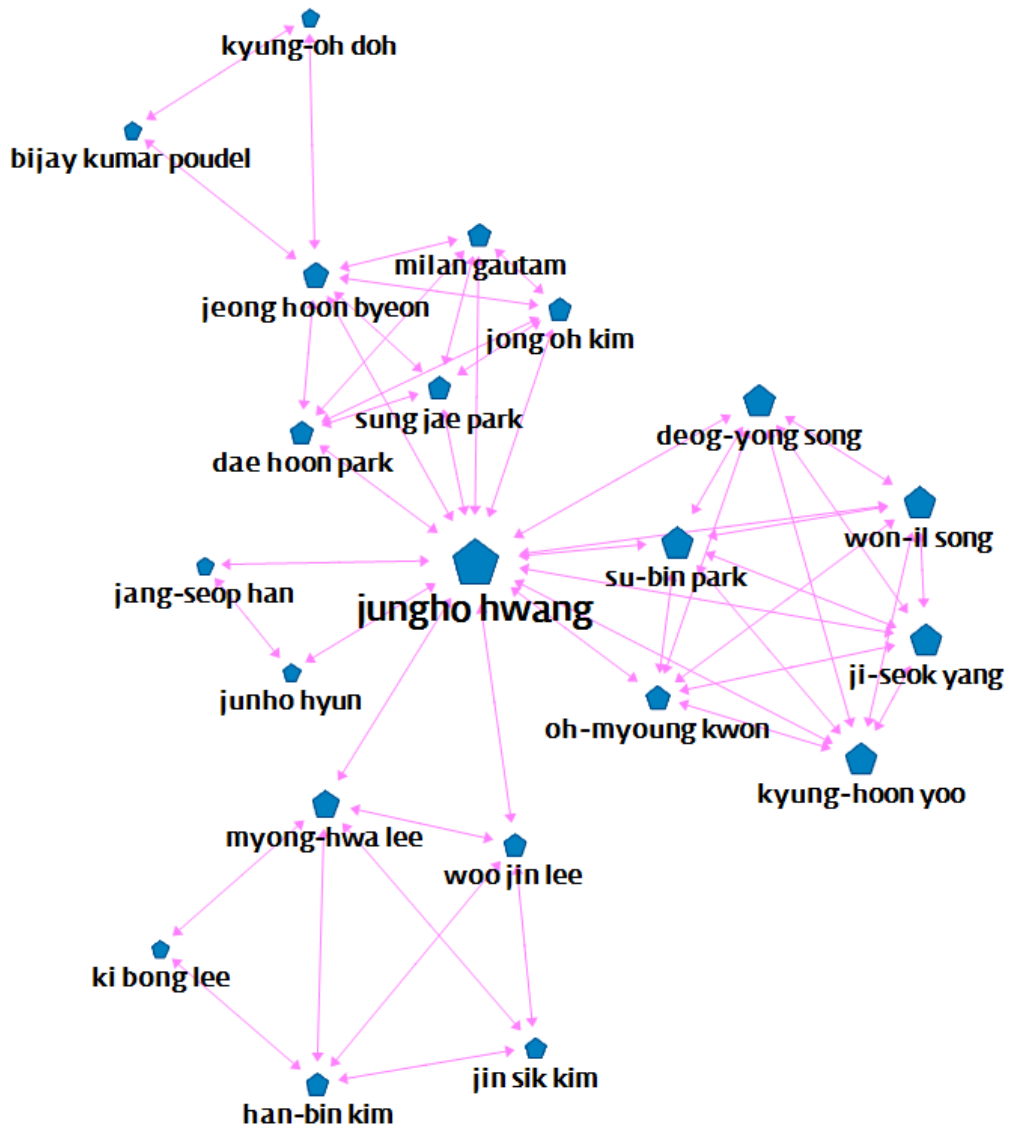 kyung-oh doh
bijay kumar poudel
milan gautam
jeong hoon byeon
jong oh kim
sung jae park
deog-yong song
dae hoon park
won-il song
su-bin park
jang-seop han
jungho hwang
ji-seok yang
junho hyun
oh-myoung kwon
kyung-hoon yoo
myong-hwa lee
woo jin lee
ki bong lee
jin sik kim
han-bin kim